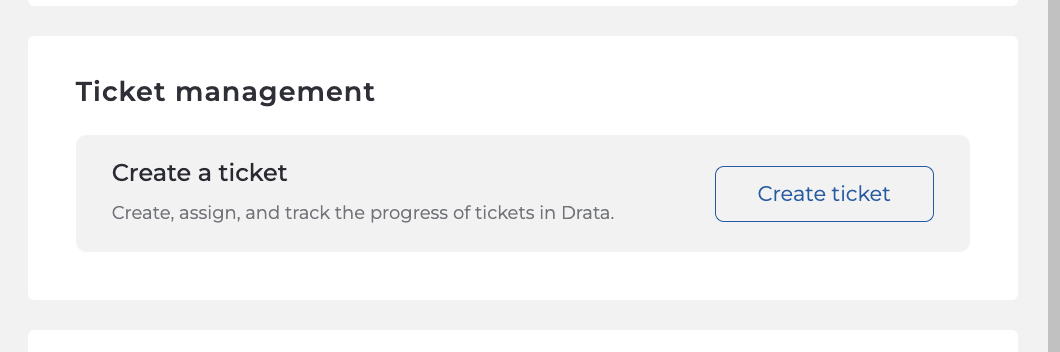 Ticket management
Create a ticket
Create, assign, and track the progress of tickets in Drata.
Create ticket